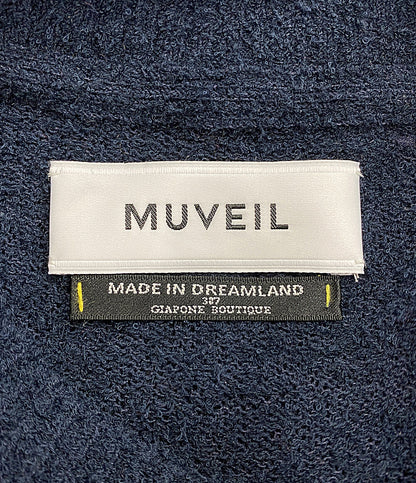 MUVEIL
MADE IN DREAMLAND
387
GIAPONE BOUTIQUE